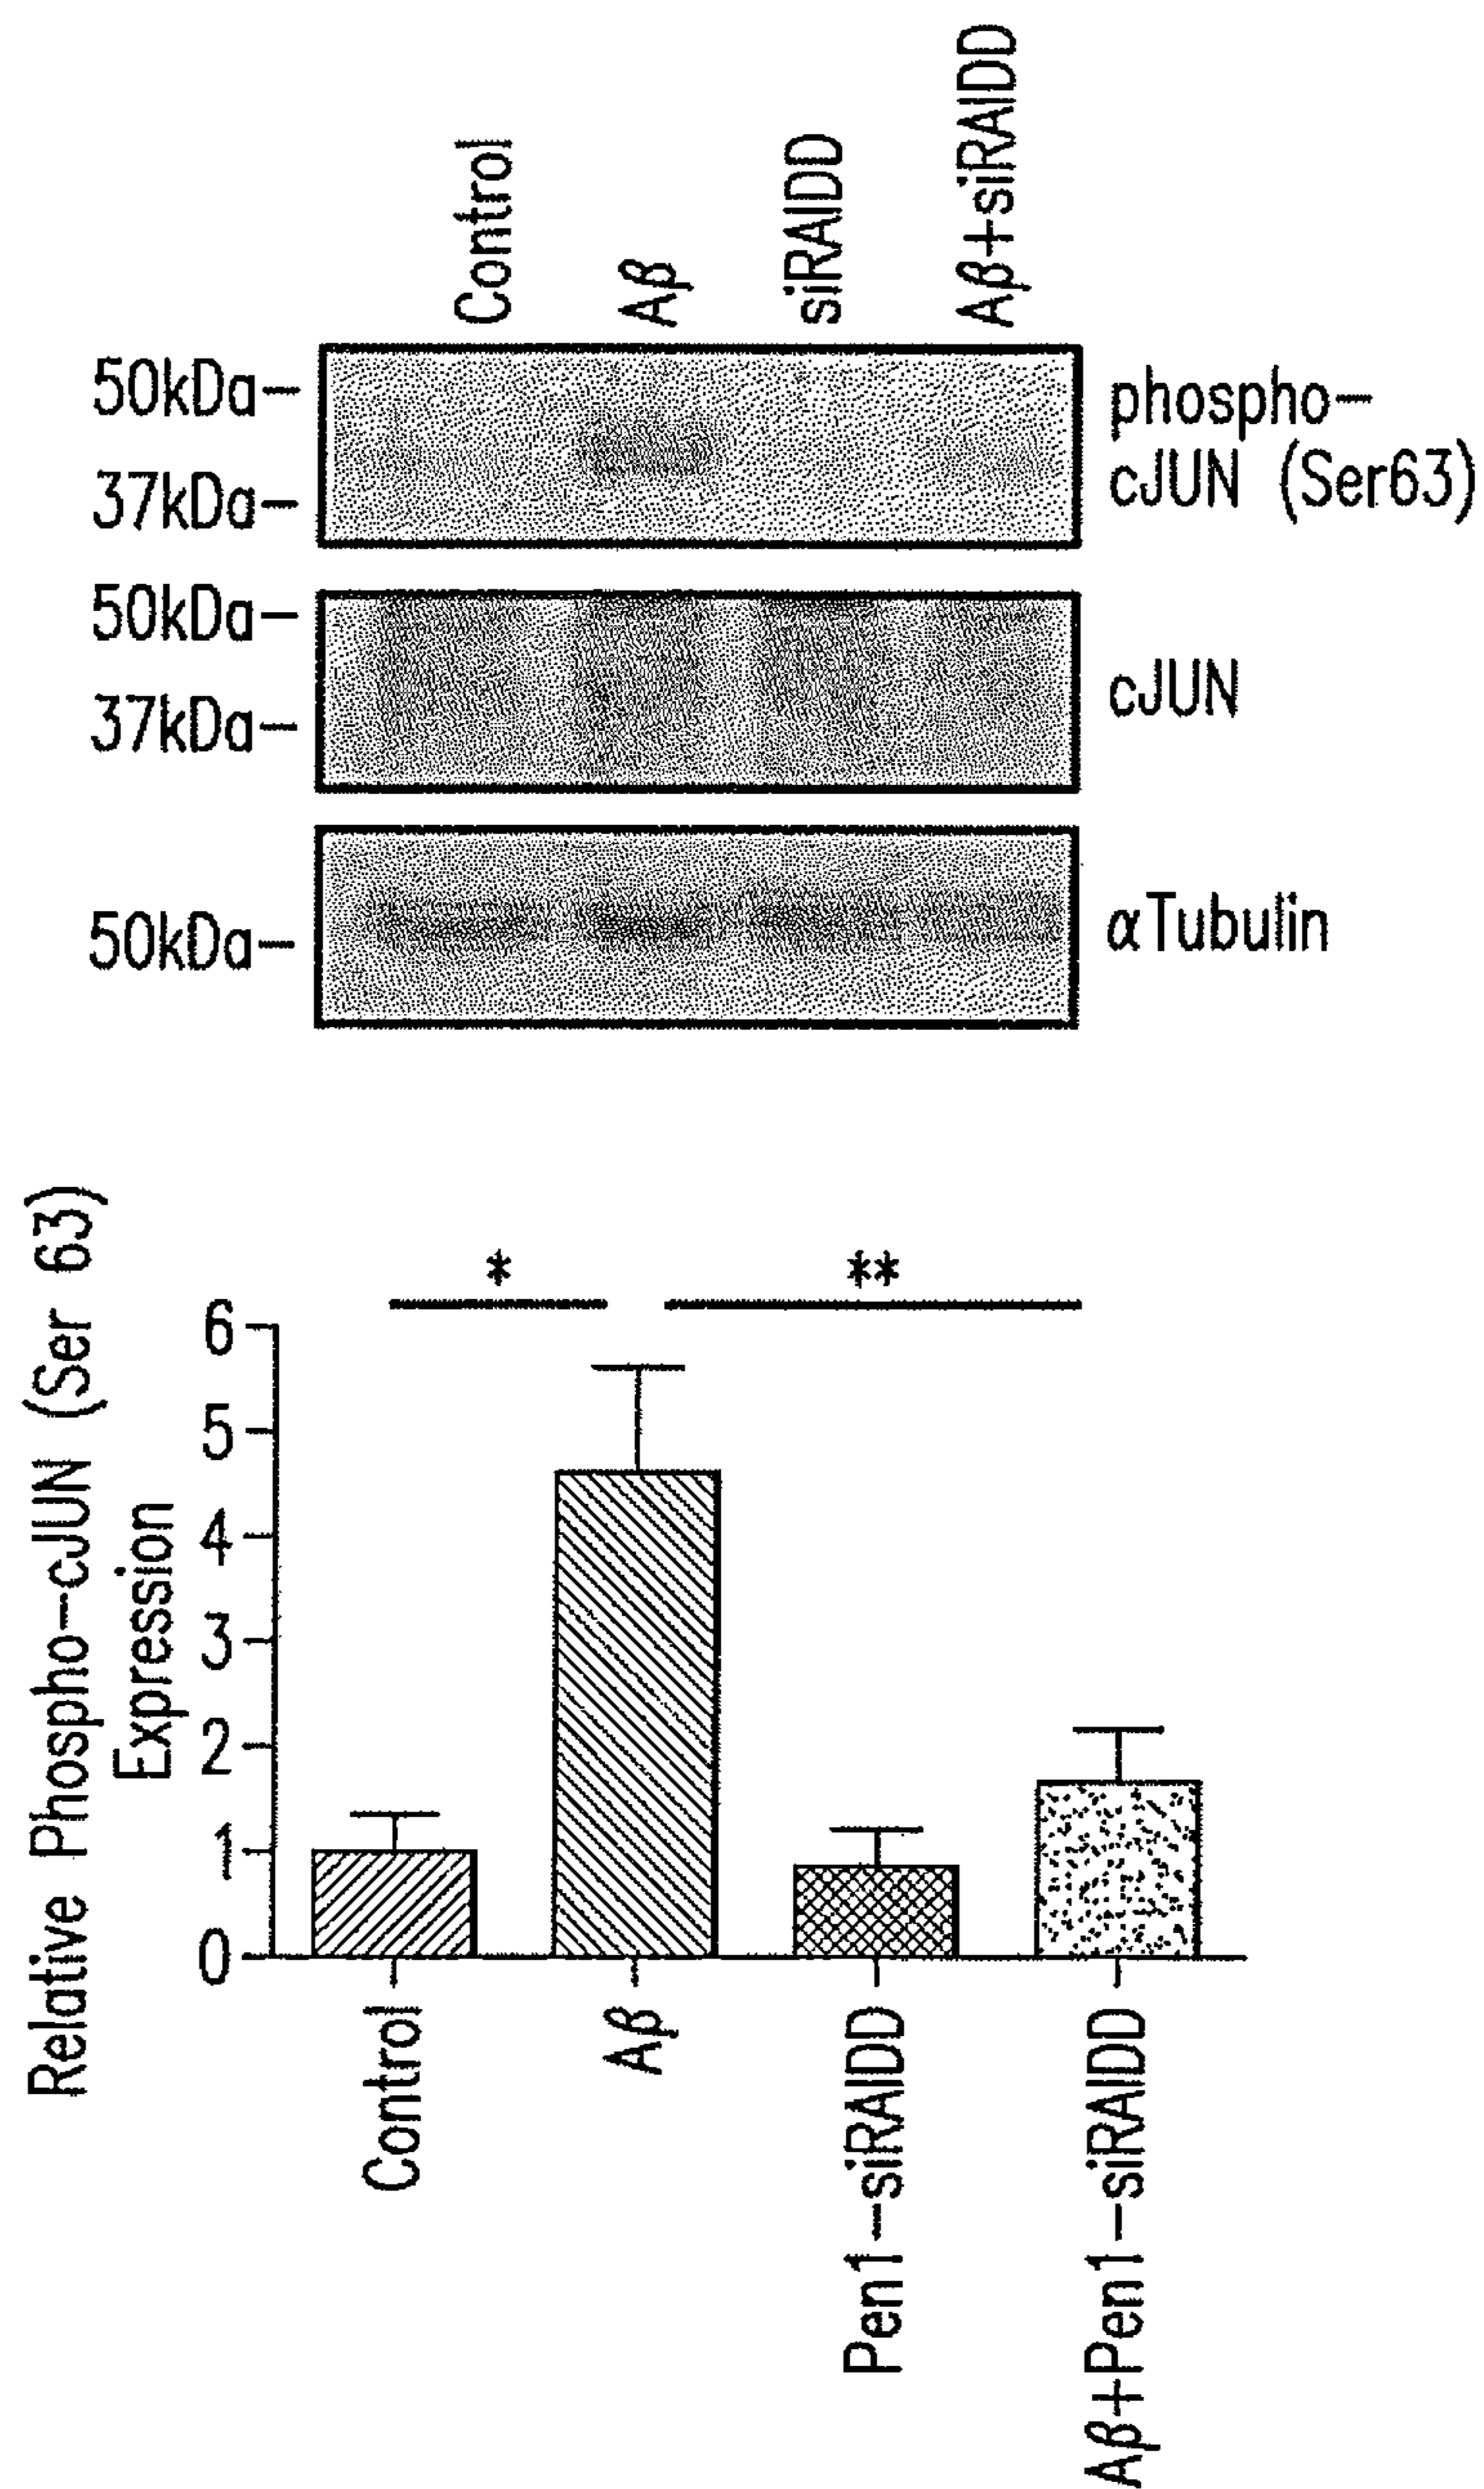 Control
Aβ
siRAIDD
Aβ+siRAIDD
50kDa-
37kDa-
phospho-
cJUN (Ser63)
50kDa-
37kDa-
cJUN
50kDa-
αTubulin
Relative Phospho-cJUN (Ser 63)
Expression
*
**
6
5
4
3
2
1
0
Control
Aβ
Pen1-siRAIDD
Aβ+Pen1-siRAIDD